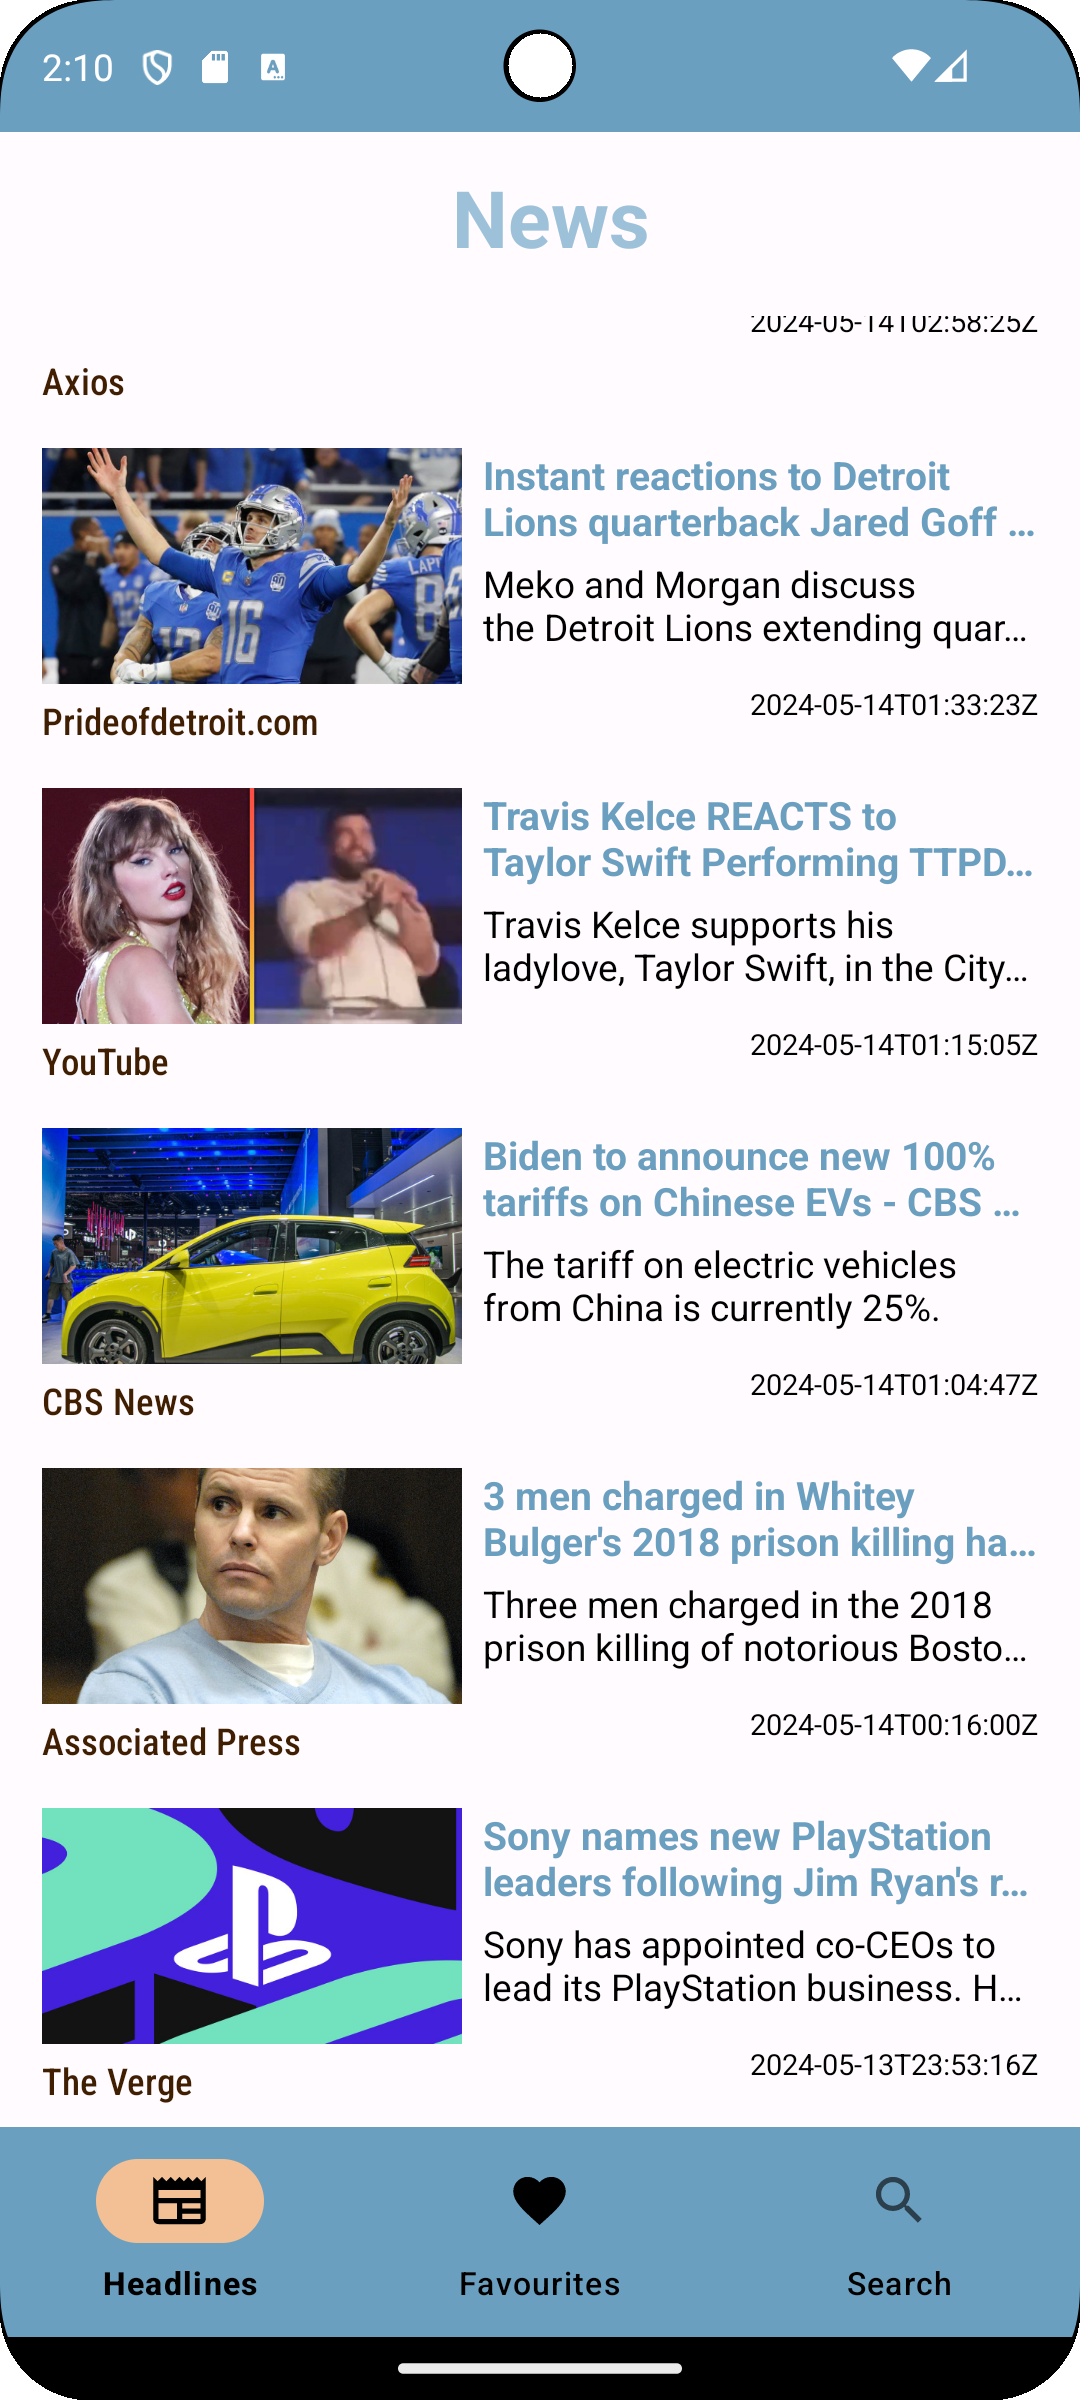 2:10
News
2024-05-14T02:58:25Z
Axios
Instant reactions to Detroit
Lions quarterback Jared Goff …
Meko and Morgan discuss
the Detroit Lions extending quar…
2024-05-14T01:33:23Z
Prideofdetroit.com
Travis Kelce REACTS to
Taylor Swift Performing TTPD…
Travis Kelce supports his
ladylove, Taylor Swift, in the City…
2024-05-14T01:15:05Z
YouTube
Biden to announce new 100%
tariffs on Chinese EVs - CBS …
The tariff on electric vehicles
from China is currently 25%.
2024-05-14T01:04:47Z
CBS News
3 men charged in Whitey
Bulger's 2018 prison killing ha…
Three men charged in the 2018
prison killing of notorious Bosto…
2024-05-14T00:16:00Z
Associated Press
Sony names new PlayStation
leaders following Jim Ryan's r…
Sony has appointed co-CEOs to
lead its PlayStation business. H…
2024-05-13T23:53:16Z
The Verge
Headlines
Favourites
Search